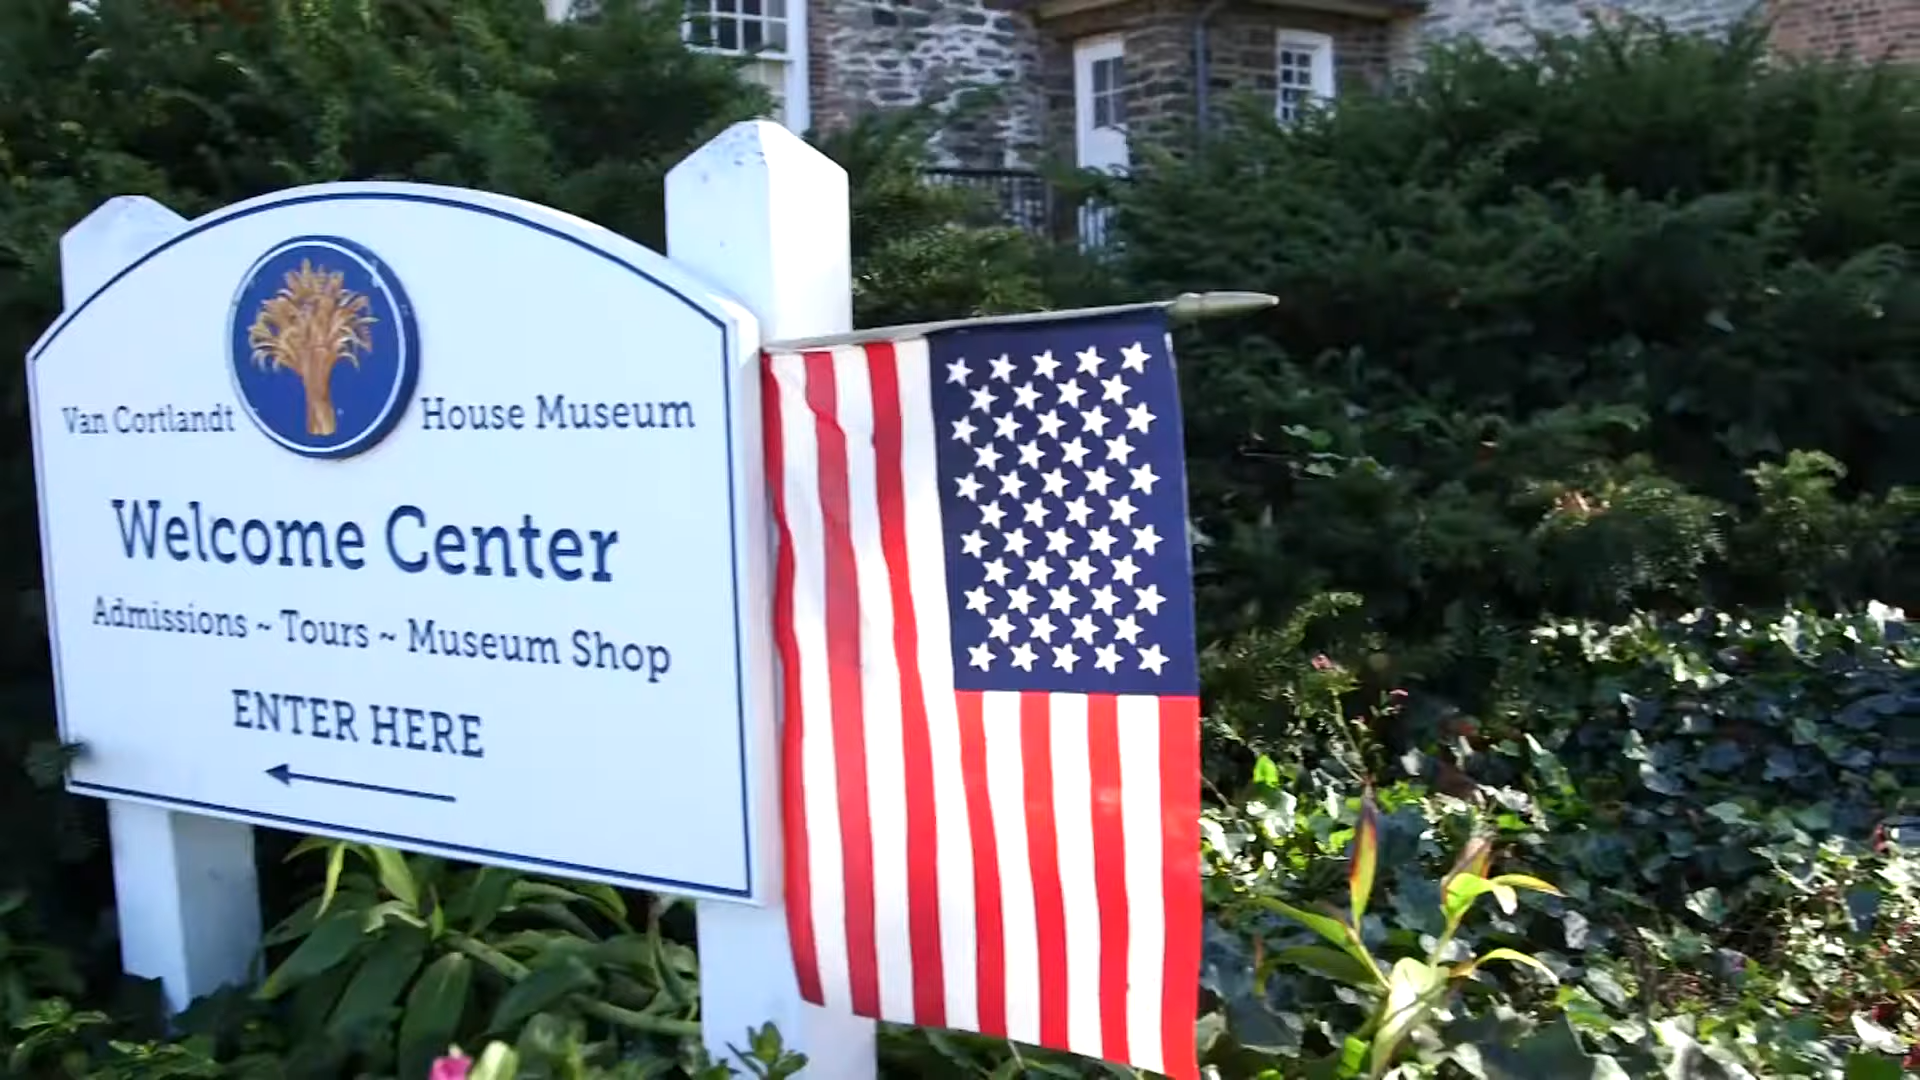 Van Cortlandt House Museum
Welcome Center
Admissions ~ Tours ~ Museum Shop
ENTER HERE